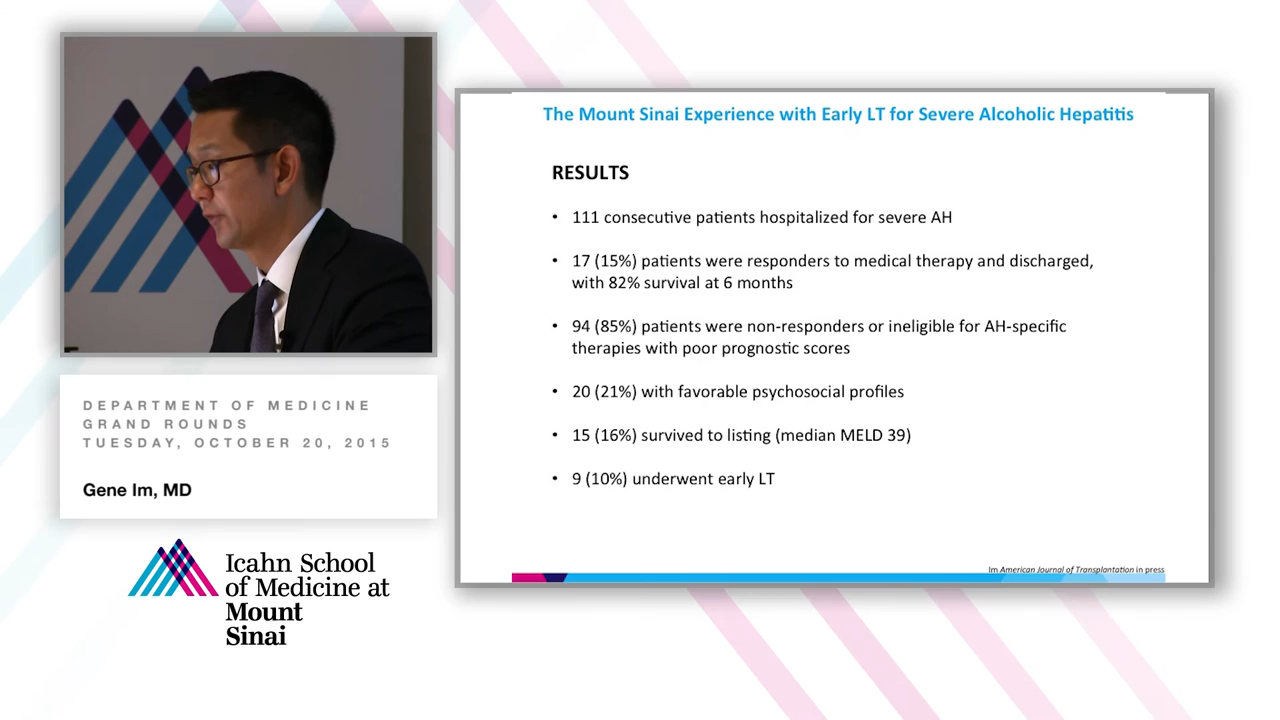 The Mount Sinai Experience with Early LT for Severe Alcoholic Hepatitis
RESULTS
• 111 consecutive patients hospitalized for severe AH
• 17 (15%) patients were responders to medical therapy and discharged,
with 82% survival at 6 months
• 94 (85%) patients were non-responders or ineligible for AH-specific
therapies with poor prognostic scores
• 20 (21%) with favorable psychosocial profiles
• 15 (16%) survived to listing (median MELD 39)
• 9 (10%) underwent early LT
Im American Journal of Transplantation in press
DEPARTMENT OF MEDICINE
GRAND ROUNDS
TUESDAY, OCTOBER 20, 2015
Gene Im, MD
Icahn School
of Medicine at
Mount
Sinai